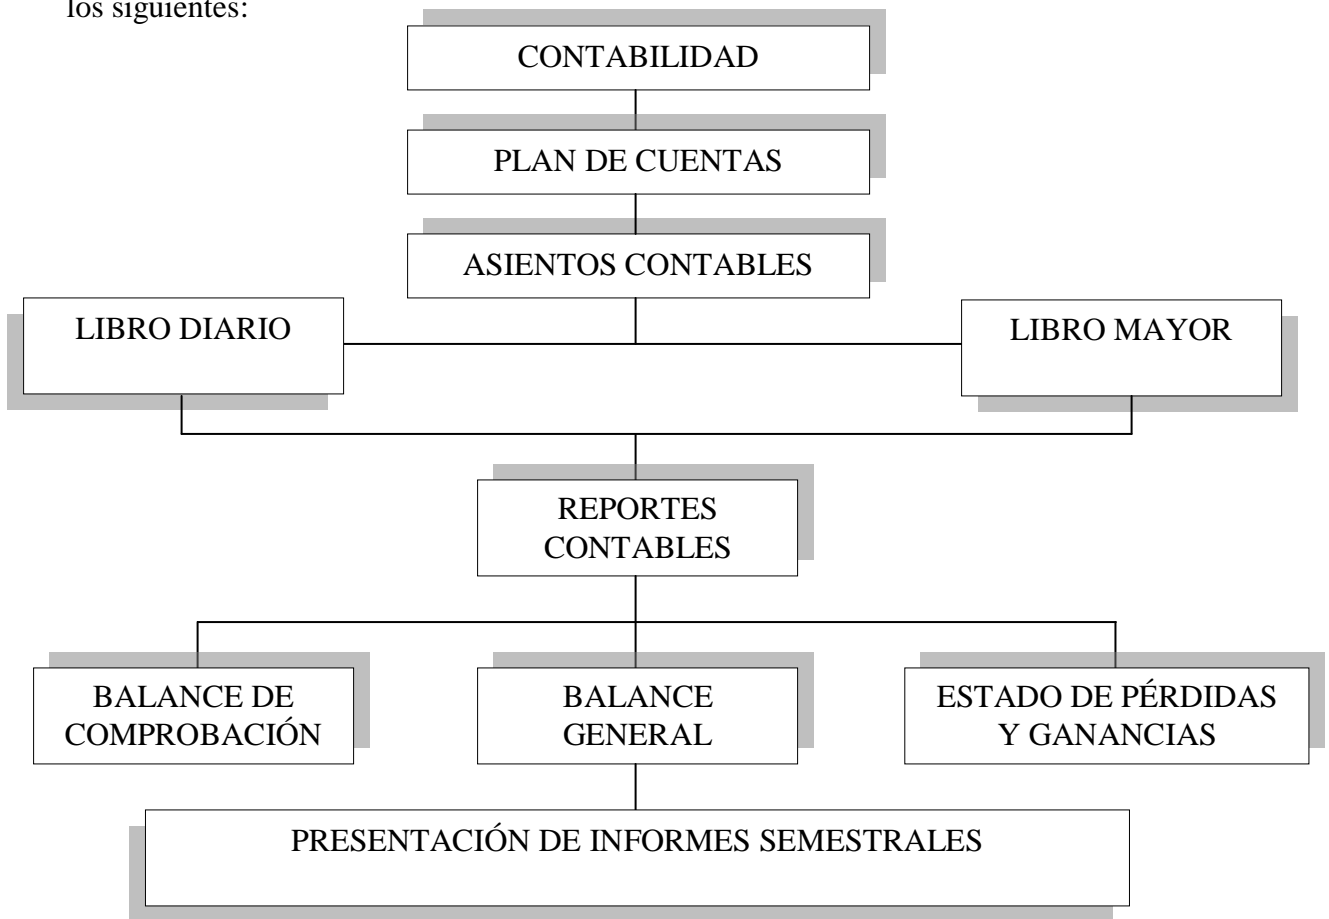 los siguientes:
CONTABILIDAD
PLAN DE CUENTAS
ASIENTOS CONTABLES
LIBRO DIARIO
LIBRO MAYOR
REPORTES
CONTABLES
BALANCE DE
COMPROBACIÓN
BALANCE
GENERAL
ESTADO DE PÉRDIDAS
Y GANANCIAS
PRESENTACIÓN DE INFORMES SEMESTRALES